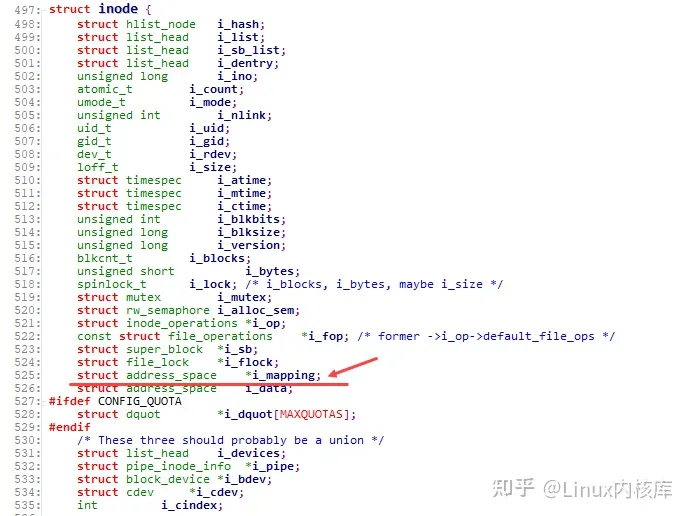 497: struct inode {
498: struct hlist_node i_hash;
499: struct list_head i_list;
500: struct list_head i_sb_list;
501: struct list_head i_dentry;
502: unsigned long i_ino;
503: atomic_t i_count;
504: umode_t i_mode;
505: unsigned int i_nlink;
506: uid_t i_uid;
507: gid_t i_gid;
508: dev_t i_rdev;
509: loff_t i_size;
510: struct timespec i_atime;
511: struct timespec i_mtime;
512: struct timespec i_ctime;
513: unsigned int i_blkbits;
514: unsigned long i_blksize;
515: unsigned long i_version;
516: blkcnt_t i_blocks;
517: unsigned short i_bytes;
518: spinlock_t i_lock; /* i_blocks, i_bytes, maybe i_size */
519: struct mutex i_mutex;
520: struct rw_semaphore i_alloc_sem;
521: struct inode_operations *i_op;
522: const struct file_operations *i_fop; /* former ->i_op->default_file_ops */
523: struct super_block *i_sb;
524: struct file_lock *i_flock;
525: struct address_space *i_mapping;
526: struct address_space i_data;
527: #ifdef CONFIG_QUOTA
528: struct dquot *i_dquot[MAXQUOTAS];
529: #endif
530: /* These three should probably be a union */
531: struct list_head i_devices;
532: struct pipe_inode_info *i_pipe;
533: struct block_device *i_bdev;
534: struct cdev *i_cdev;
535: int i_cindex;
知乎 @Linux内核库